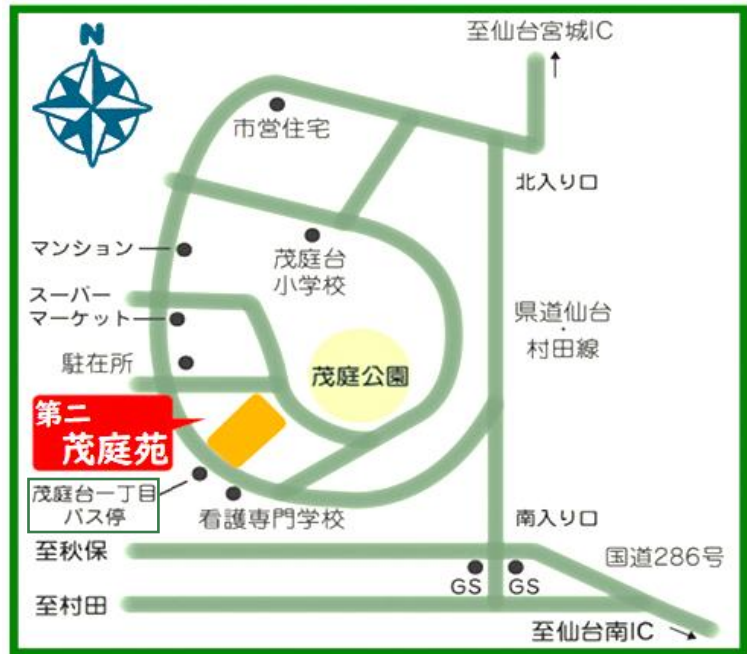 N
至仙台宮城IC
市営住宅
北入り口
マンション
茂庭台
小学校
スーパー
マーケット
県道仙台
・
村田線
駐在所
茂庭公園
第二
茂庭苑
茂庭台一丁目
バス停
看護専門学校
南入り口
至秋保
国道286号
GS
GS
至村田
至仙台南IC